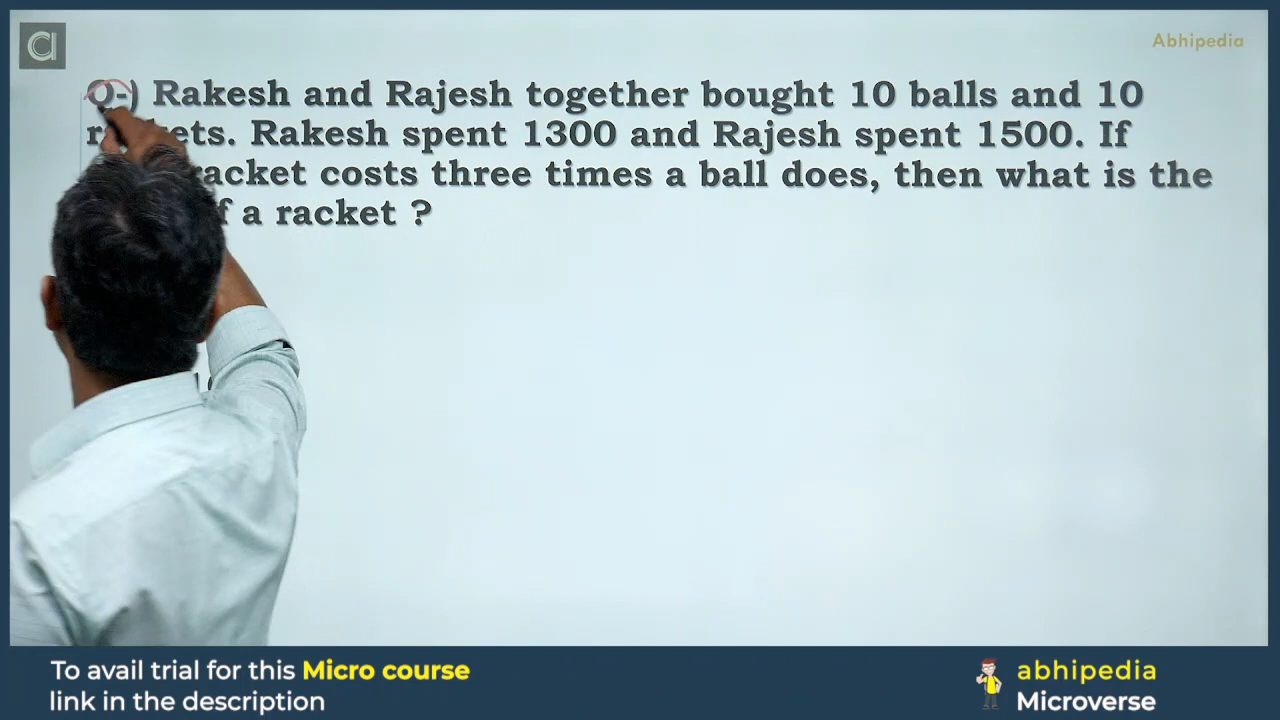 Abhipedia
Q-) Rakesh and Rajesh together bought 10 balls and 10
Rakesh spent 1300 and Rajesh spent 1500. If
racket costs three times a ball does, then what is the
a racket ?
To avail trial for this Micro course
link in the description
abhipedia
Microverse